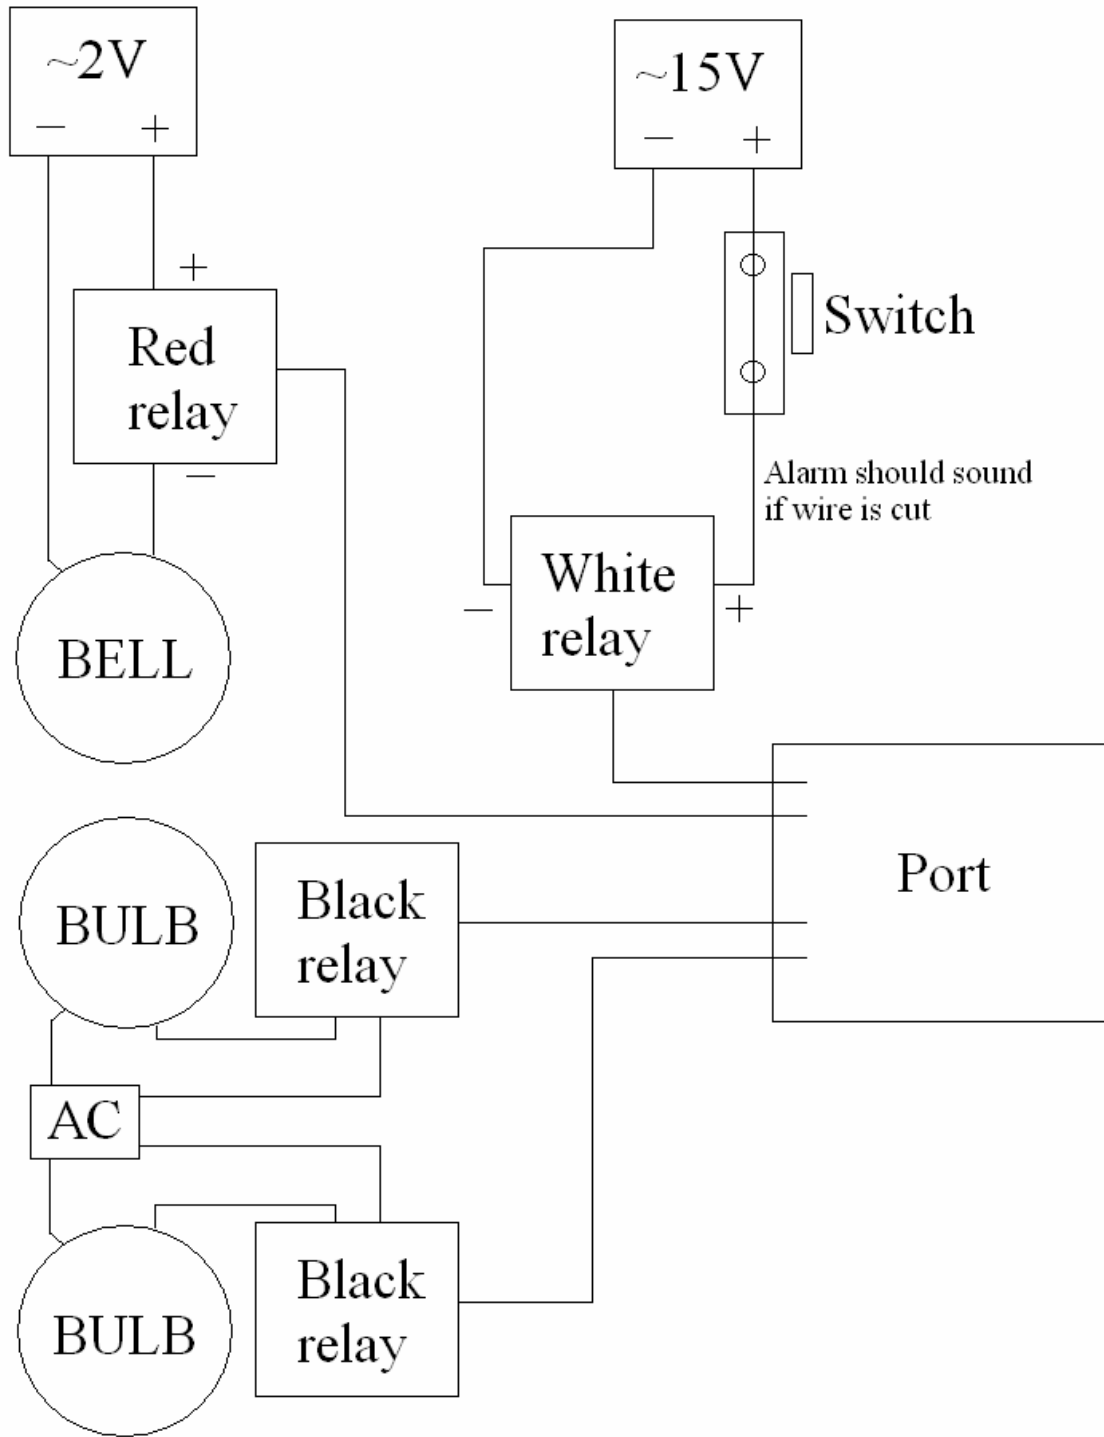 ~2V
− +
~15V
− +
+
Red
relay
−
Switch
Alarm should sound
if wire is cut
White
relay
− +
BELL
Port
BULB
Black
relay
AC
BULB
Black
relay